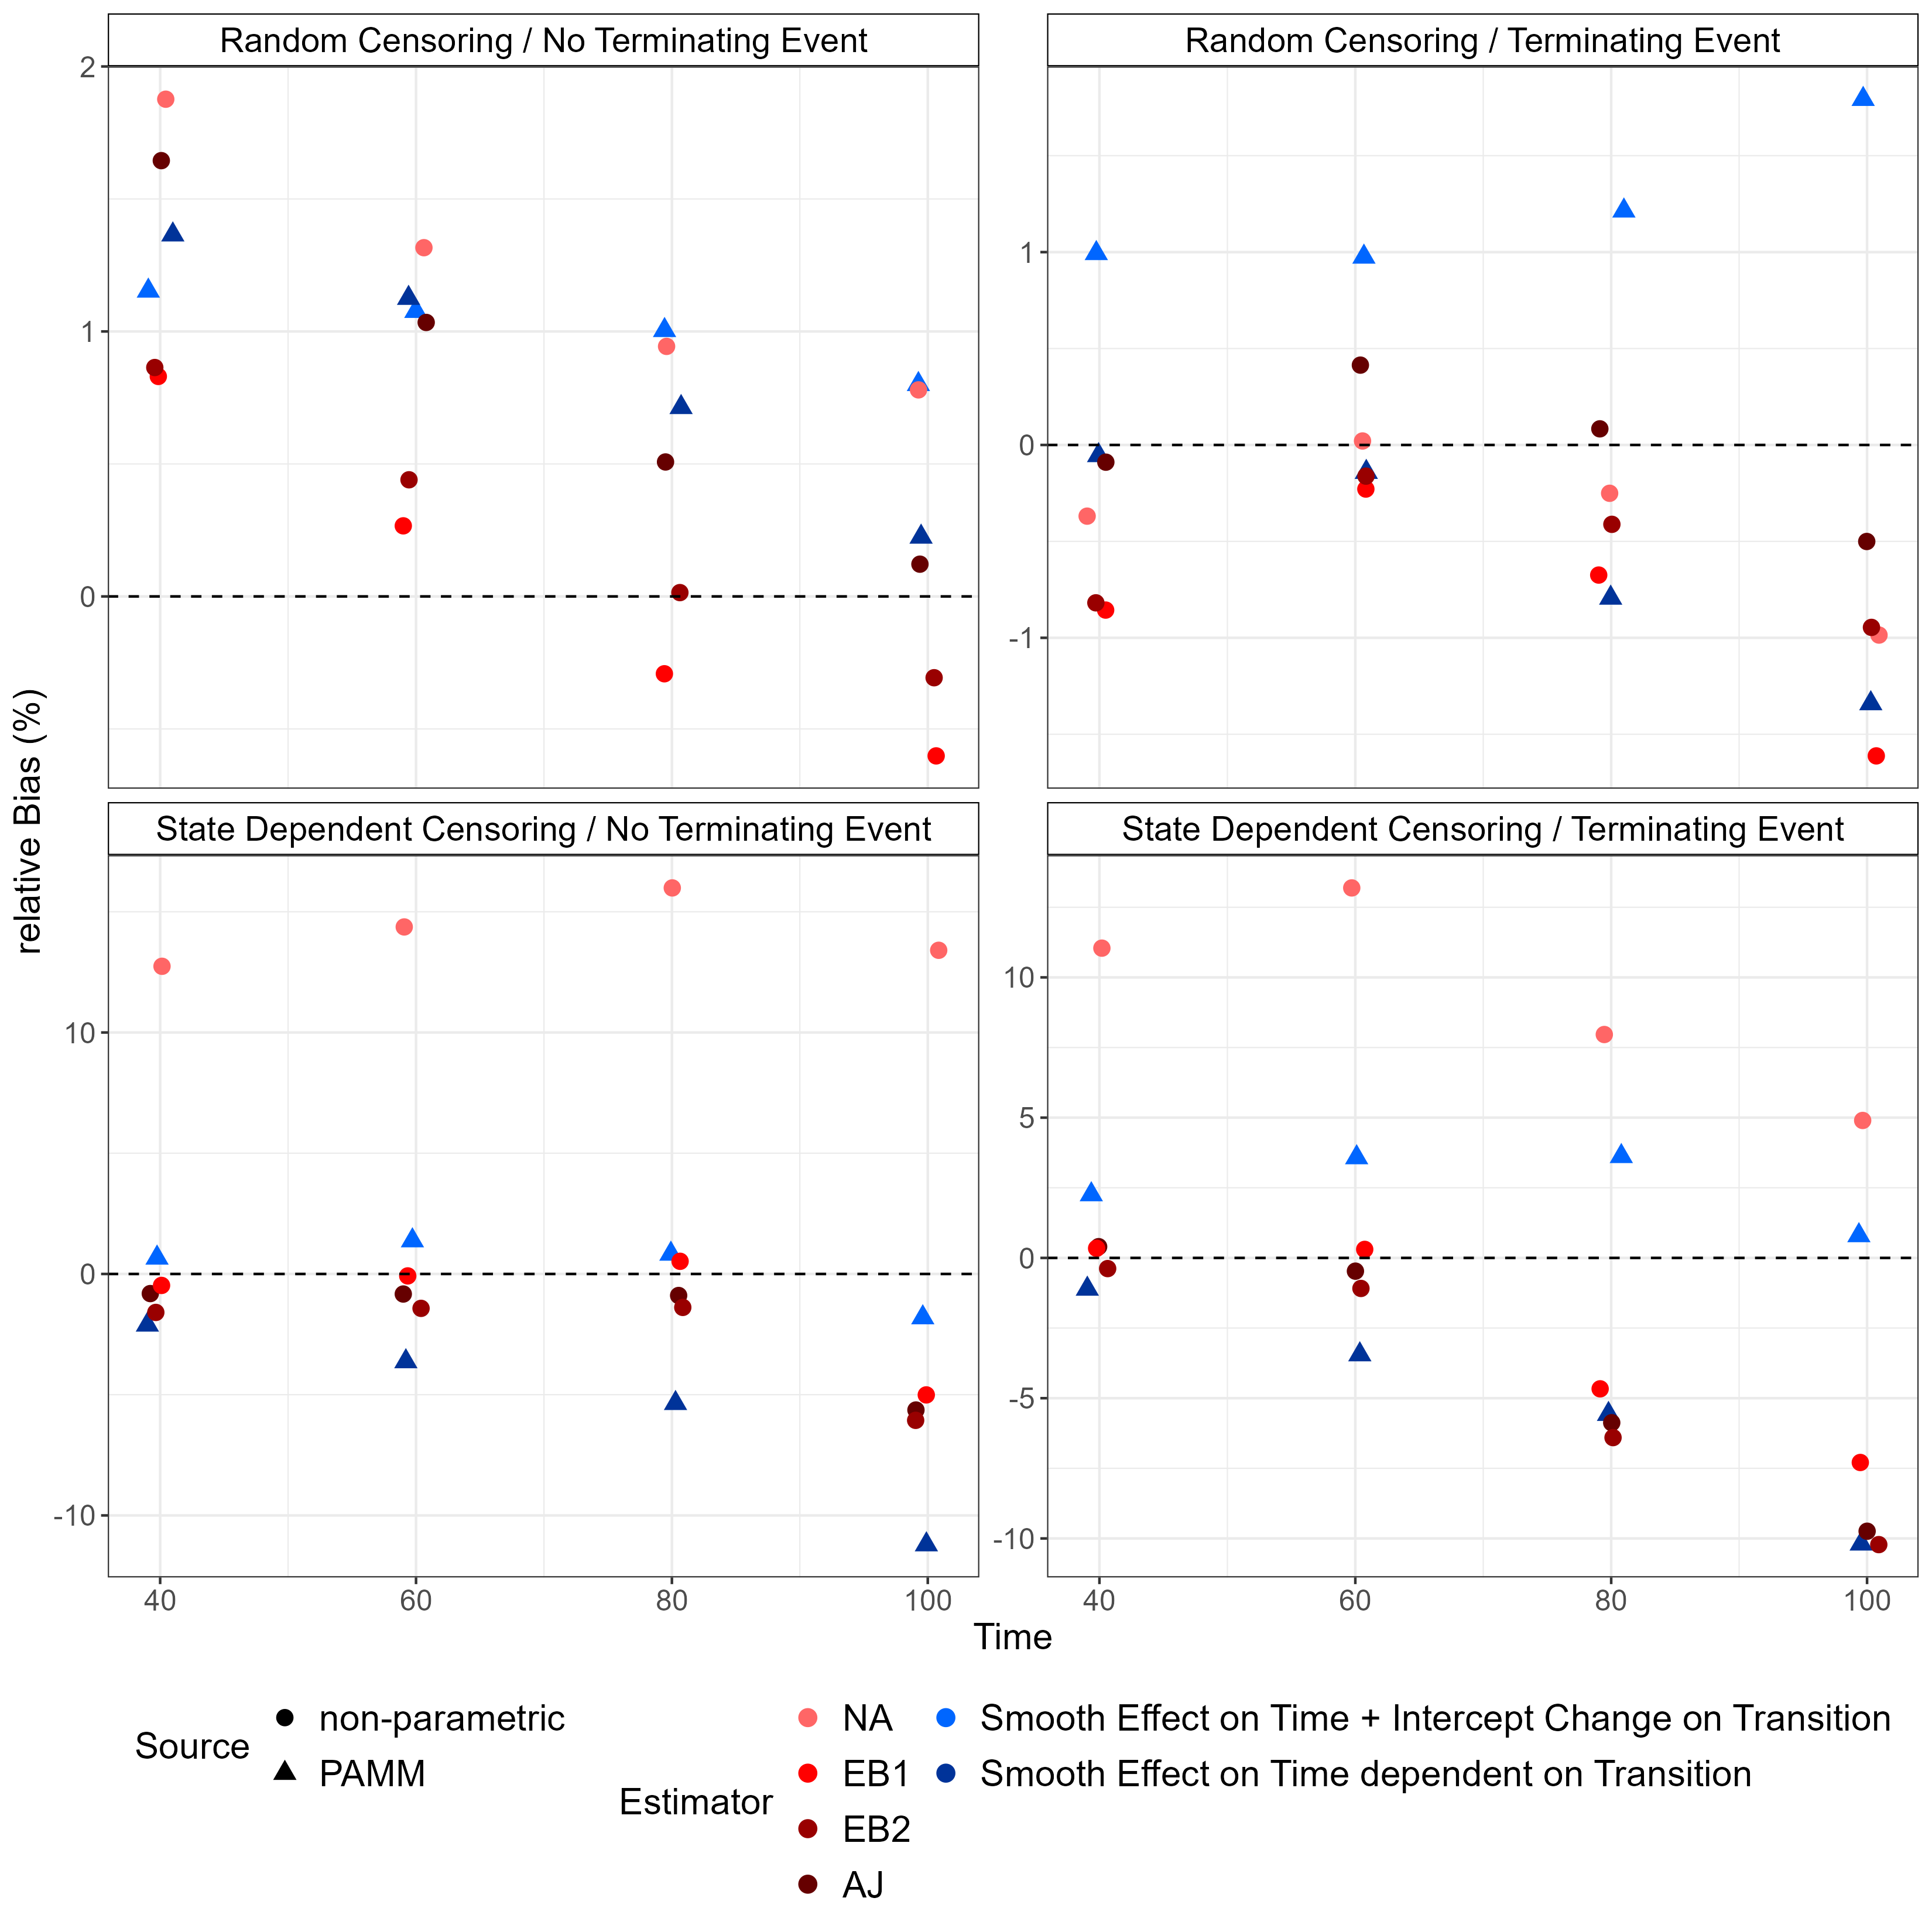 Random Censoring / No Terminating Event
Random Censoring / Terminating Event
2
1
0
1
0
-1
relative Bias (%)
State Dependent Censoring / No Terminating Event
State Dependent Censoring / Terminating Event
10
0
-10
10
5
0
-5
-10
40 60 80 100
40 60 80 100
Time
Source
non-parametric
PAMM
Estimator
NA
EB1
EB2
AJ
Smooth Effect on Time + Intercept Change on Transition
Smooth Effect on Time dependent on Transition